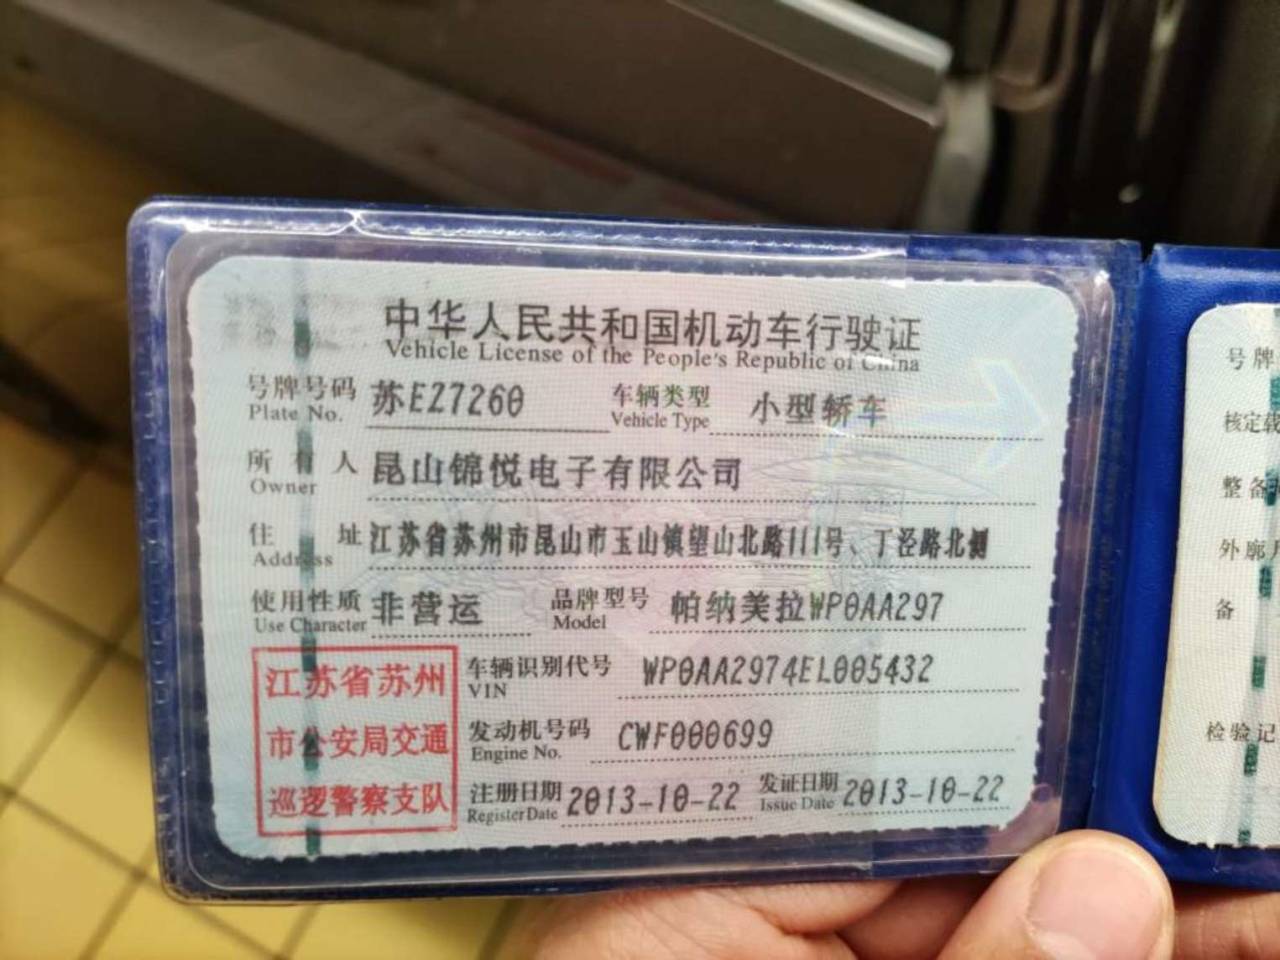 中华人民共和国机动车行驶证
Vehicle License of the People's Republic of China
号牌号码 苏EZ7260 车辆类型 小型轿车
Plate No. Vehicle Type
所有人 昆山锦悦电子有限公司
Owner
住址 江苏省苏州市昆山市玉山镇望山北路111号、丁泾路北侧
Address
使用性质 非营运 品牌型号 帕纳美拉WP0AA297
Use Character Model
江苏省苏州
市公安局交通
巡逻警察支队
车辆识别代号 WP0AA2974EL005432
VIN
发动机号码 CWF000699
Engine No.
注册日期 2013-10-22 发证日期 2013-10-22
Register Date Issue Date
号牌
核定载
整备
外廓
备
检验记